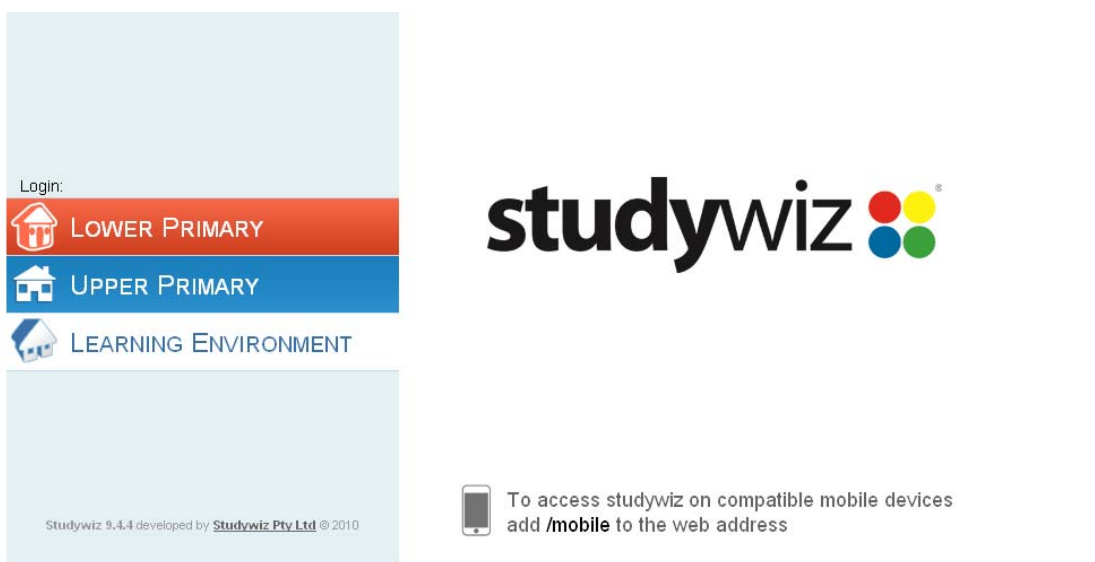 Login:
LOWER PRIMARY
UPPER PRIMARY
LEARNING ENVIRONMENT
Studywiz 9.4.4 developed by Studywiz Pty Ltd © 2010
studywiz ®
To access studywiz on compatible mobile devices
add /mobile to the web address